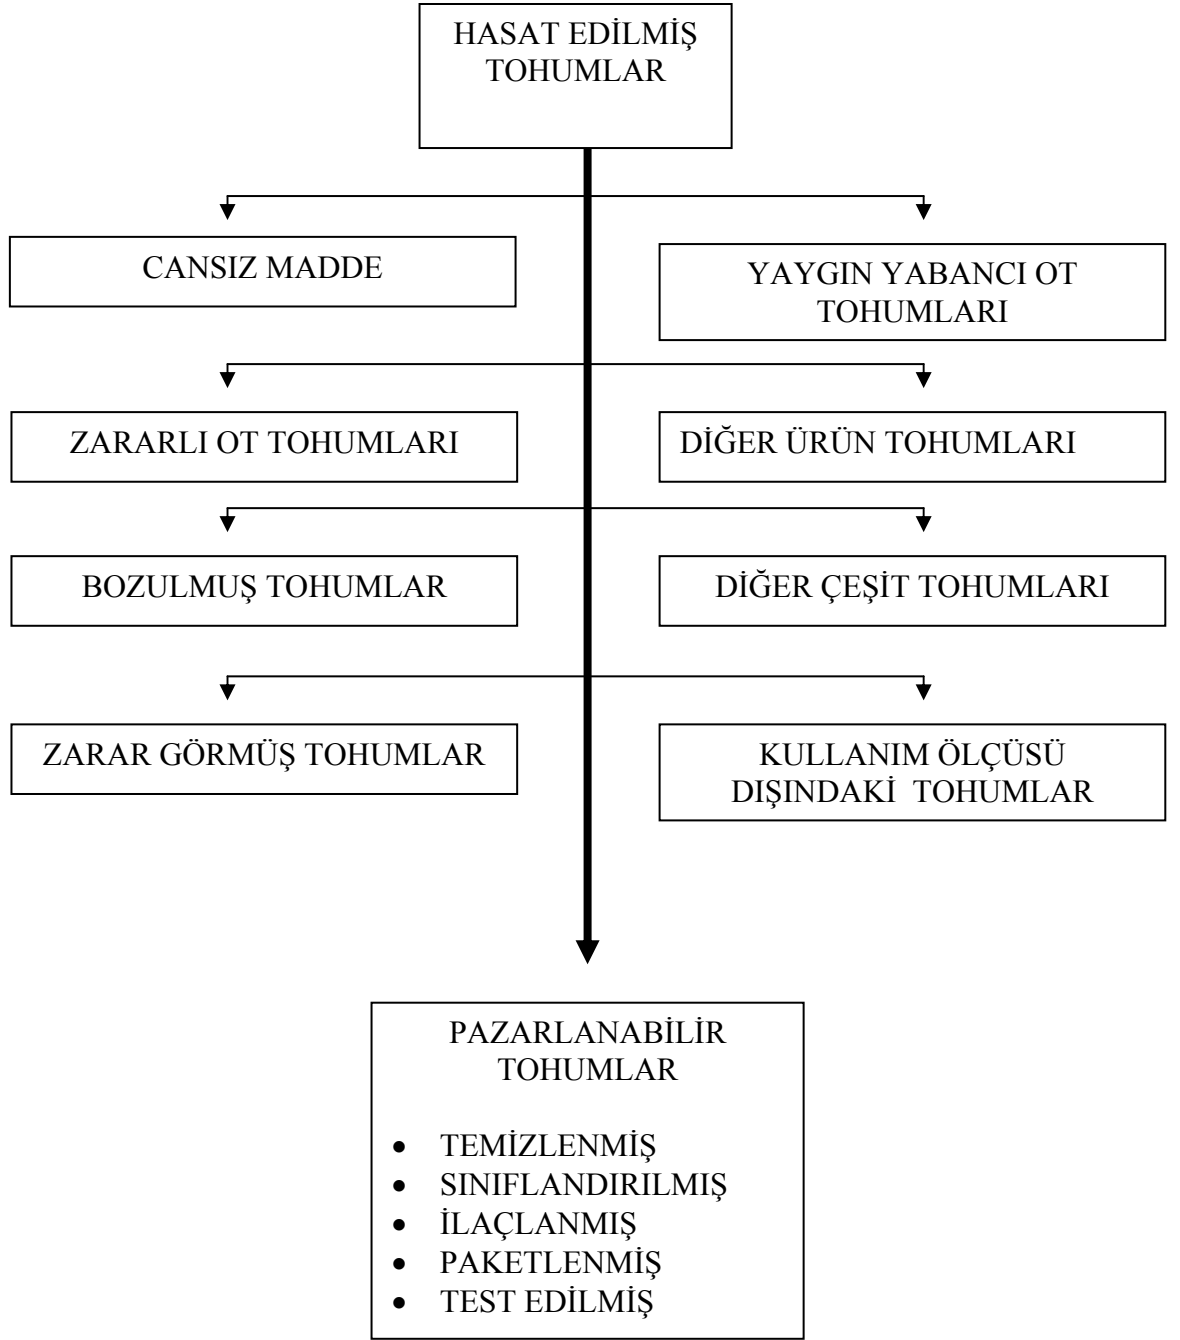 HASAT EDİLMİŞ
TOHUMLAR
CANSIZ MADDE
YAYGIN YABANCI OT
TOHUMLARI
ZARARLI OT TOHUMLARI
DİĞER ÜRÜN TOHUMLARI
BOZULMUŞ TOHUMLAR
DİĞER ÇEŞİT TOHUMLARI
ZARAR GÖRMÜŞ TOHUMLAR
KULLANIM ÖLÇÜSÜ
DIŞINDAKİ TOHUMLAR
PAZARLANABİLİR
TOHUMLAR
• TEMİZLENMİŞ
• SINIFLANDIRILMIŞ
• İLAÇLANMIŞ
• PAKETLENMİŞ
• TEST EDİLMİŞ